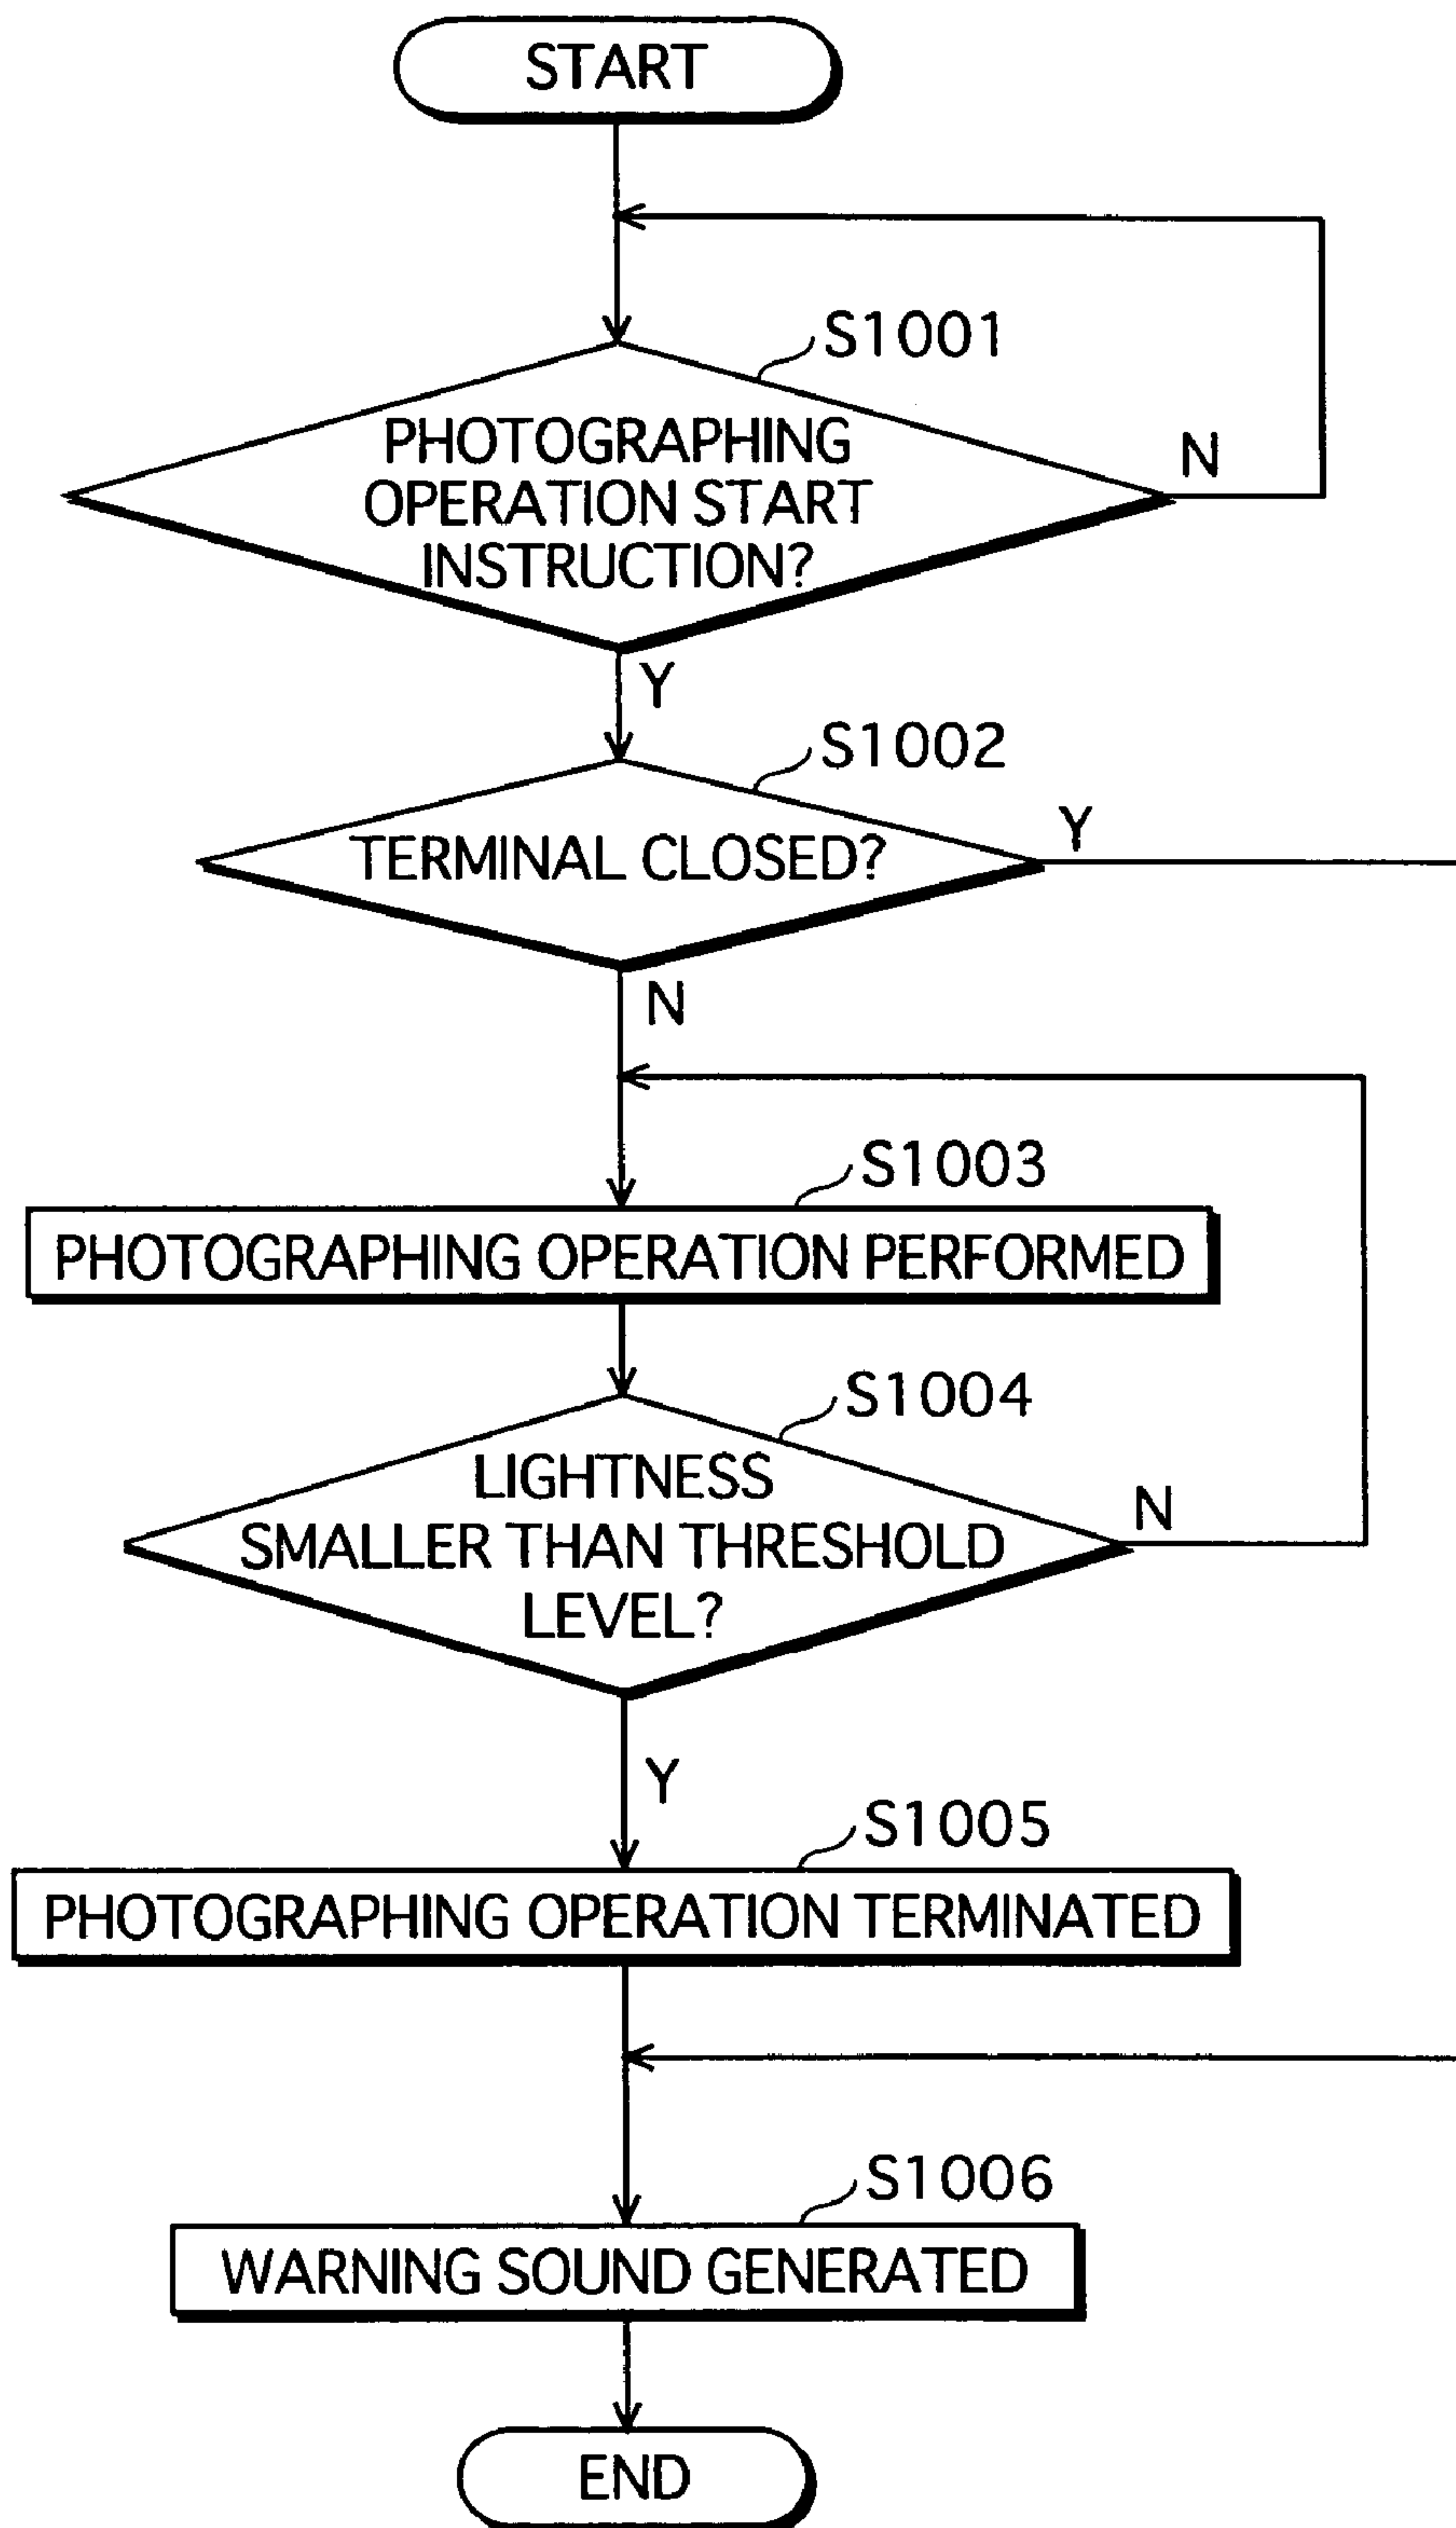 START
S1001
PHOTOGRAPHING
OPERATION START
INSTRUCTION?
N
Y
S1002
TERMINAL CLOSED?
Y
N
S1003
PHOTOGRAPHING OPERATION PERFORMED
S1004
LIGHTNESS
SMALLER THAN THRESHOLD
LEVEL?
N
Y
S1005
PHOTOGRAPHING OPERATION TERMINATED
S1006
WARNING SOUND GENERATED
END